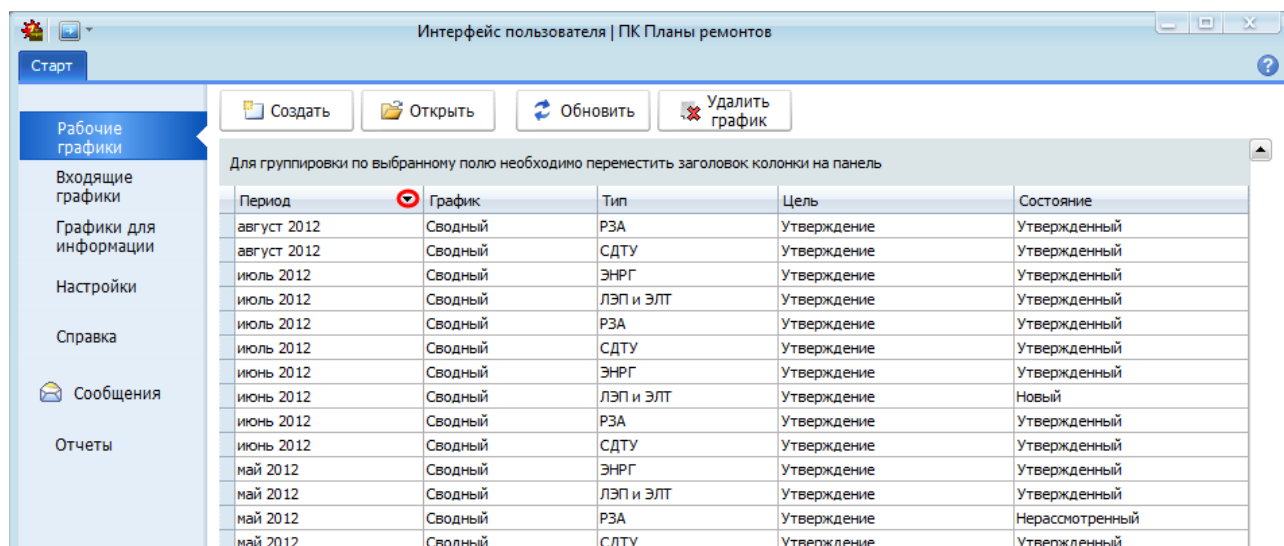 Интерфейс пользователя | ПК Планы ремонтов
Старт
Рабочие
графики
Входящие
графики
Графики для
информации
Настройки
Справка
Сообщения
Отчеты
Создать Открыть Обновить Удалить
график
Для группировки по выбранному полю необходимо переместить заголовок колонки на панель
Период График Тип Цель Состояние
август 2012 Сводный РЗА Утверждение Утвержденный
август 2012 Сводный СДТУ Утверждение Утвержденный
июль 2012 Сводный ЭНРГ Утверждение Утвержденный
июль 2012 Сводный ЛЭП и ЭЛТ Утверждение Утвержденный
июль 2012 Сводный РЗА Утверждение Утвержденный
июль 2012 Сводный СДТУ Утверждение Утвержденный
июнь 2012 Сводный ЭНРГ Утверждение Утвержденный
июнь 2012 Сводный ЛЭП и ЭЛТ Утверждение Новый
июнь 2012 Сводный РЗА Утверждение Утвержденный
июнь 2012 Сводный СДТУ Утверждение Утвержденный
май 2012 Сводный ЭНРГ Утверждение Утвержденный
май 2012 Сводный ЛЭП и ЭЛТ Утверждение Утвержденный
май 2012 Сводный РЗА Утверждение Нерассмотренный
май 2012 Сводный СДТУ Утверждение Утвержденный